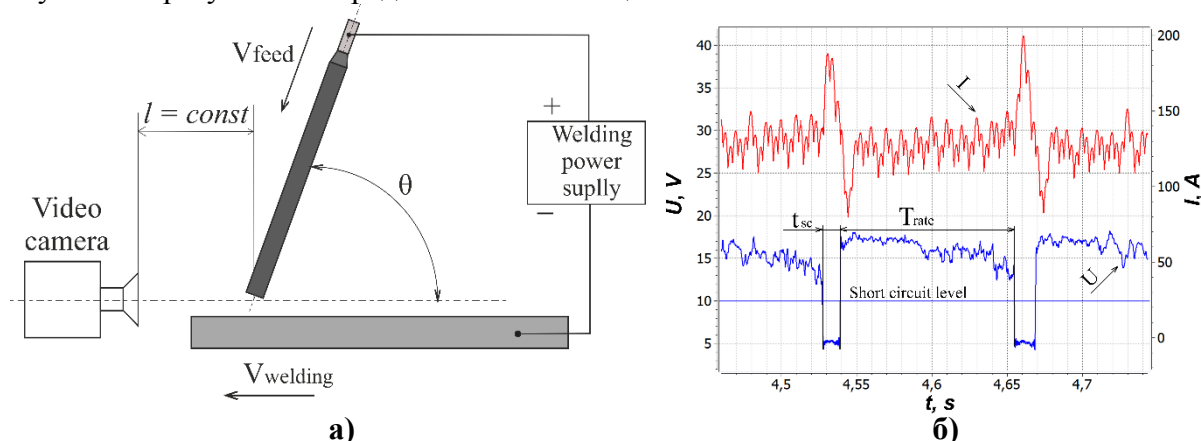 Vfeed
l = const
Video
camera
θ
+
Welding
power
suplly
−
Vwelding
а)
U, V
40
35
30
25
20
15
10
5
I
tsc
Trate
Short circuit level
U
200
150
100
50
0
I, A
4,5
4,55
4,6
4,65
4,7
t, s
б)